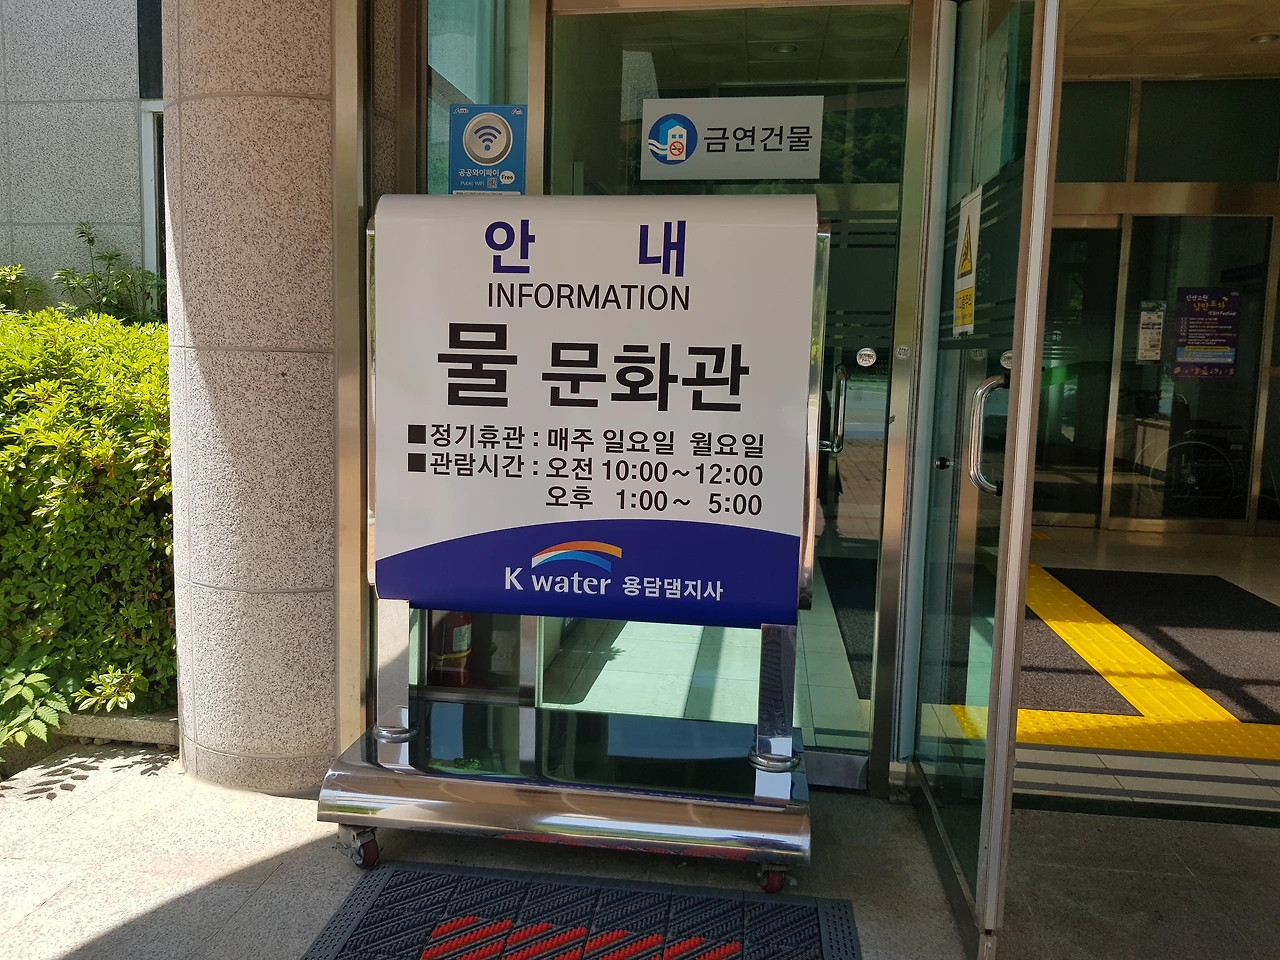 공공와이파이
Public WiFi
Free
금연건물
안 내
INFORMATION
물 문화관
■정기휴관 : 매주 일요일 월요일
■관람시간 : 오전 10:00~12:00
오후 1:00~ 5:00
K water 용담댐지사